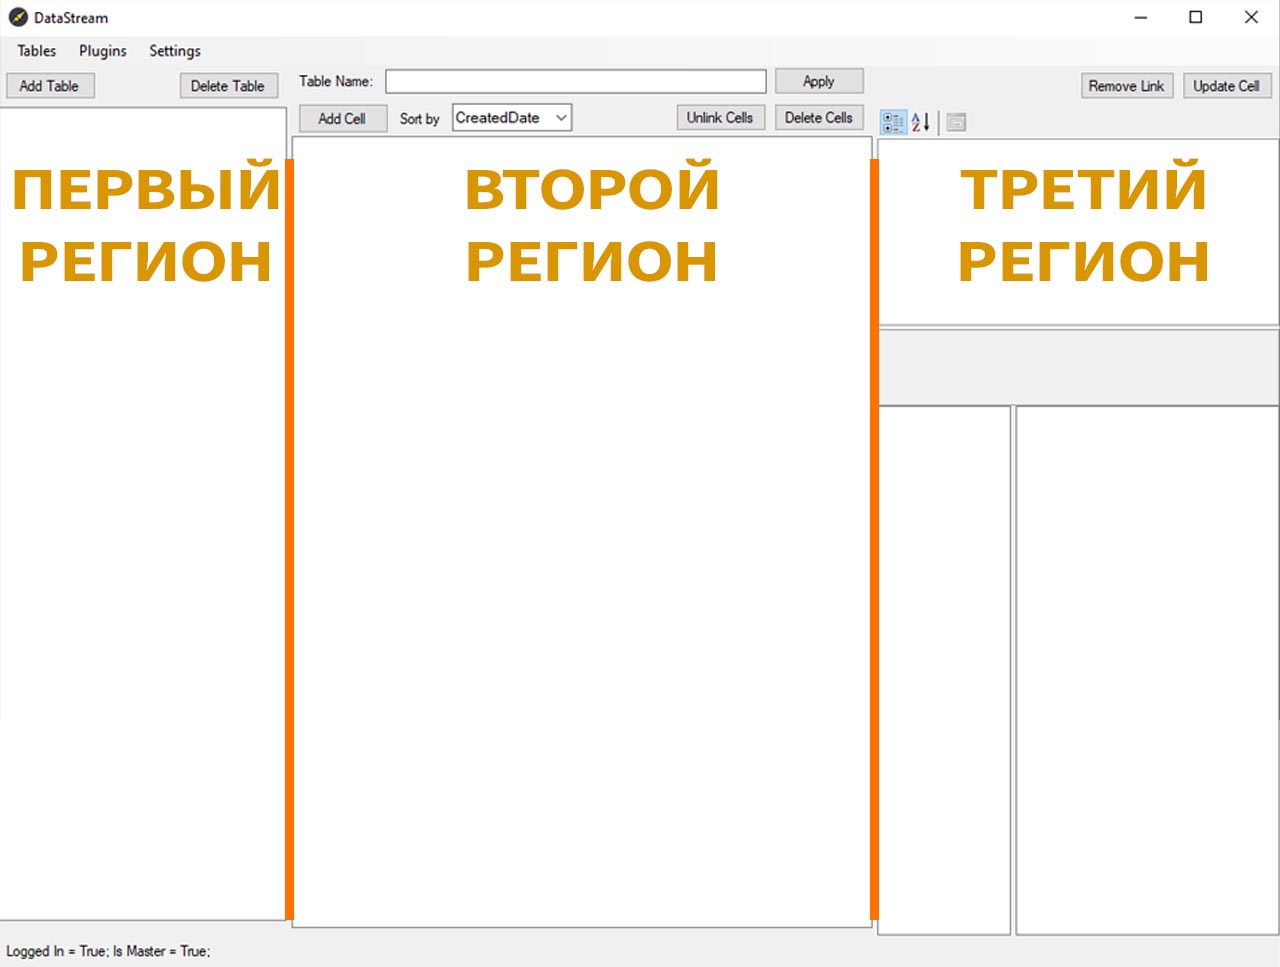 DataStream
Tables Plugins Settings
Add Table Delete Table Table Name: Apply Remove Link Update Cell
Add Cell Sort by CreatedDate Unlink Cells Delete Cells
ПЕРВЫЙ
РЕГИОН
ВТОРОЙ
РЕГИОН
ТРЕТИЙ
РЕГИОН
Logged In = True; Is Master = True;